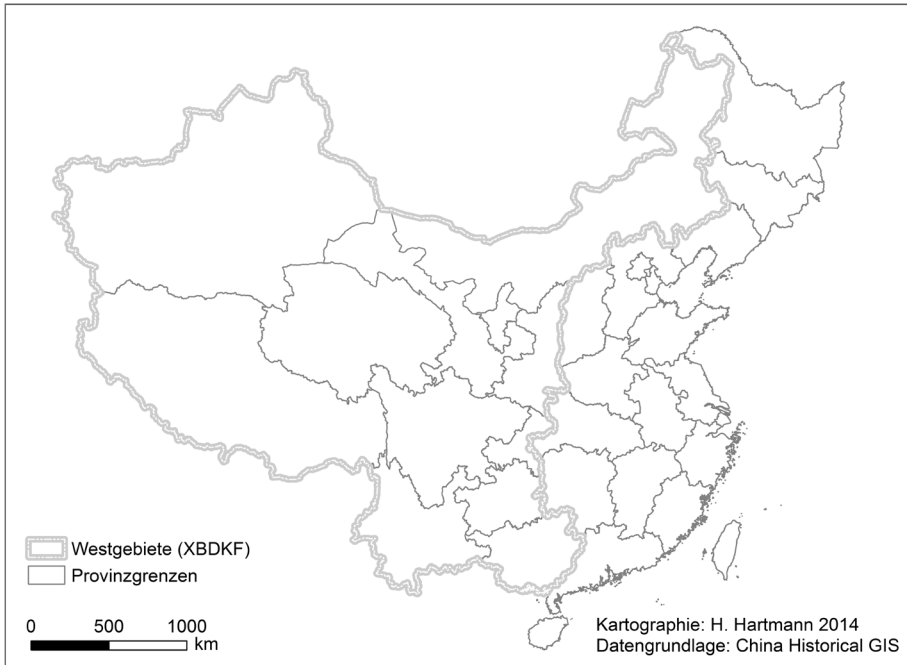 Westgebiete (XBDKF)
Provinzgrenzen
0 500 1000
km
Kartographie: H. Hartmann 2014
Datengrundlage: China Historical GIS